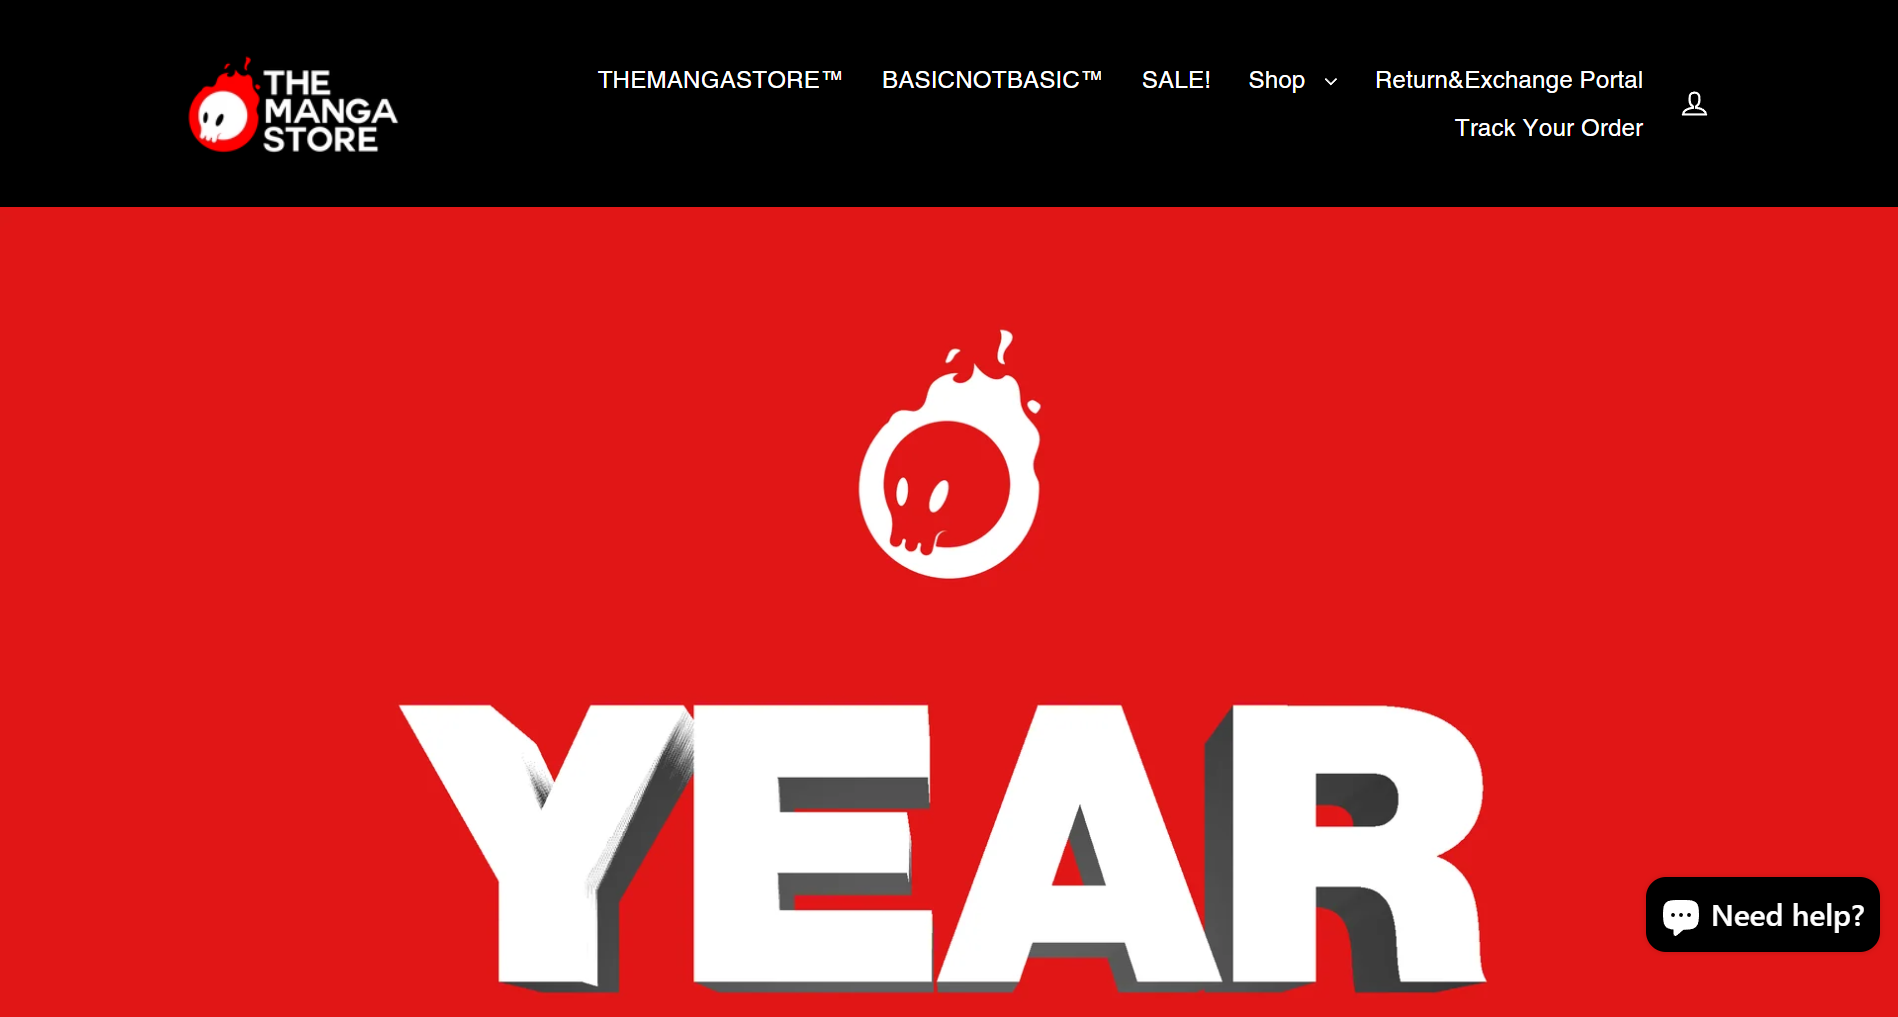 THE
MANGA
STORE
THEMANGASTORE™ BASICNOTBASIC™ SALE! Shop Return&Exchange Portal
Track Your Order
YEAR
Need help?